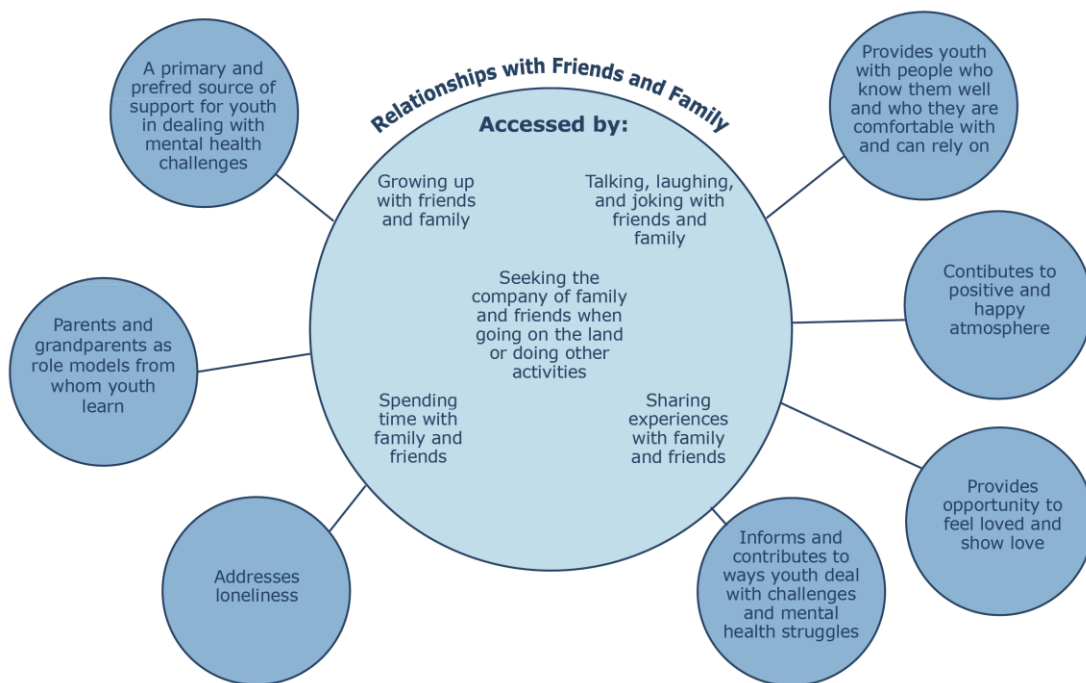 Relationships with Friends and Family
Accessed by:
Growing up
with friends
and family
Talking, laughing,
and joking with
friends and
family
Seeking the
company of family
and friends when
going on the land
or doing other
activities
Spending
time with
family and
friends
Sharing
experiences
with family
and friends
A primary and
prefred source of
support for youth
in dealing with
mental health
challenges
Parents and
grandparents as
role models from
whom youth
learn
Addresses
loneliness
Provides youth
with people who
know them well
and who they are
comfortable with
and can rely on
Contibutes to
positive and
happy
atmosphere
Provides
opportunity to
feel loved and
show love
Informs and
contributes to
ways youth deal
with challenges
and mental
health struggles